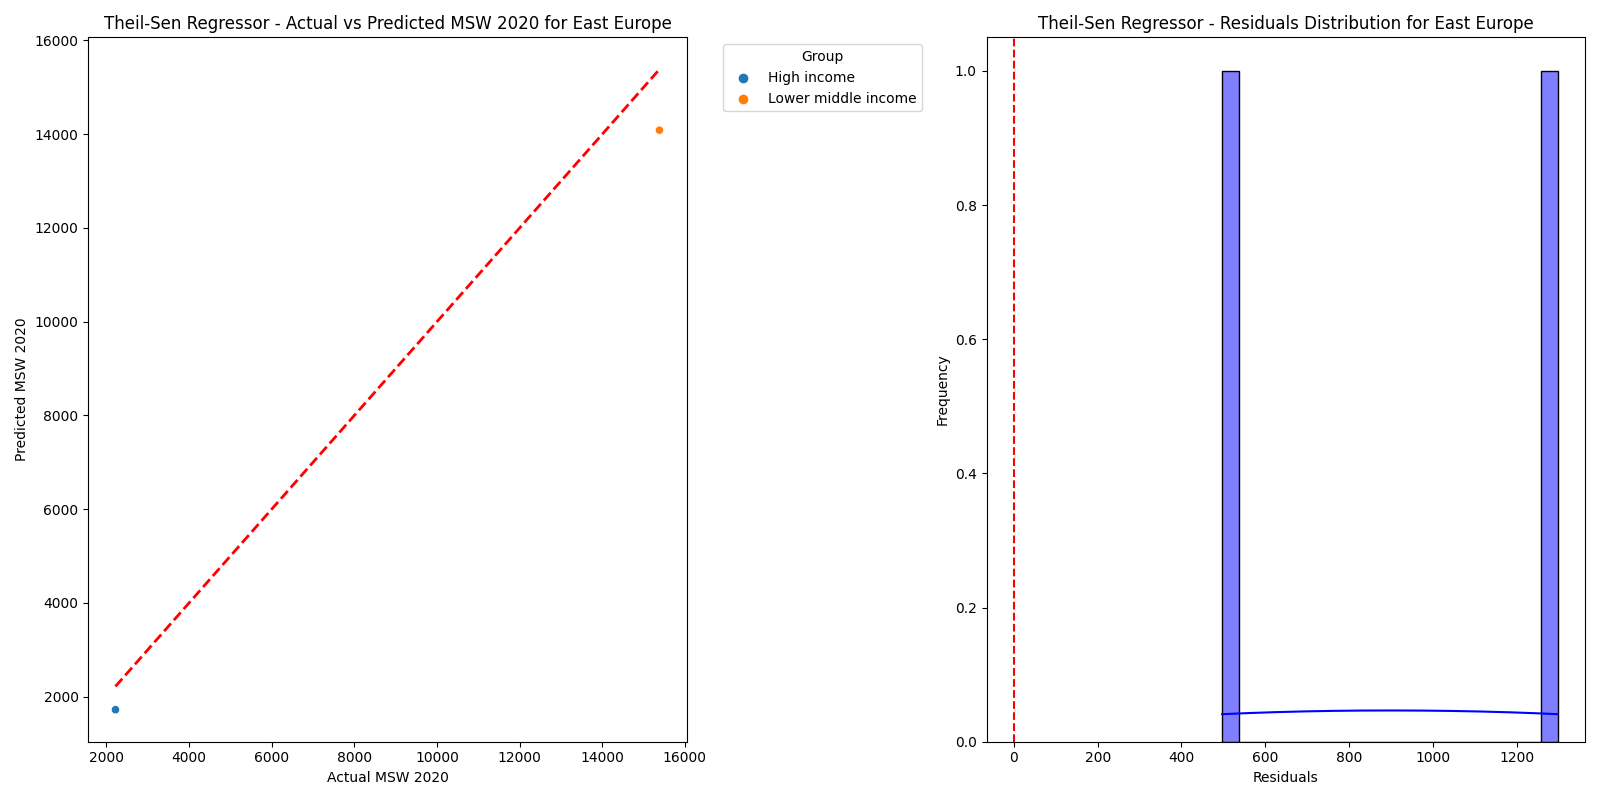 Theil-Sen Regressor - Actual vs Predicted MSW 2020 for East Europe
16000
14000
12000
10000
8000
6000
4000
2000
Predicted MSW 2020
2000 4000 6000 8000 10000 12000 14000 16000
Actual MSW 2020
Group
High income
Lower middle income
Theil-Sen Regressor - Residuals Distribution for East Europe
1.0
0.8
0.6
0.4
0.2
0.0
Frequency
0 200 400 600 800 1000 1200
Residuals